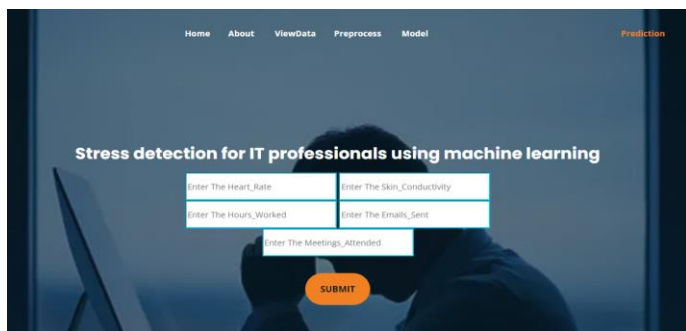 Home About ViewData Preprocess Model Prediction
Stress detection for IT professionals using machine learning
Enter The Heart_Rate Enter The Skin_Conductivity
Enter The Hours_Worked Enter The Emails_Sent
Enter The Meetings_Attended
SUBMIT